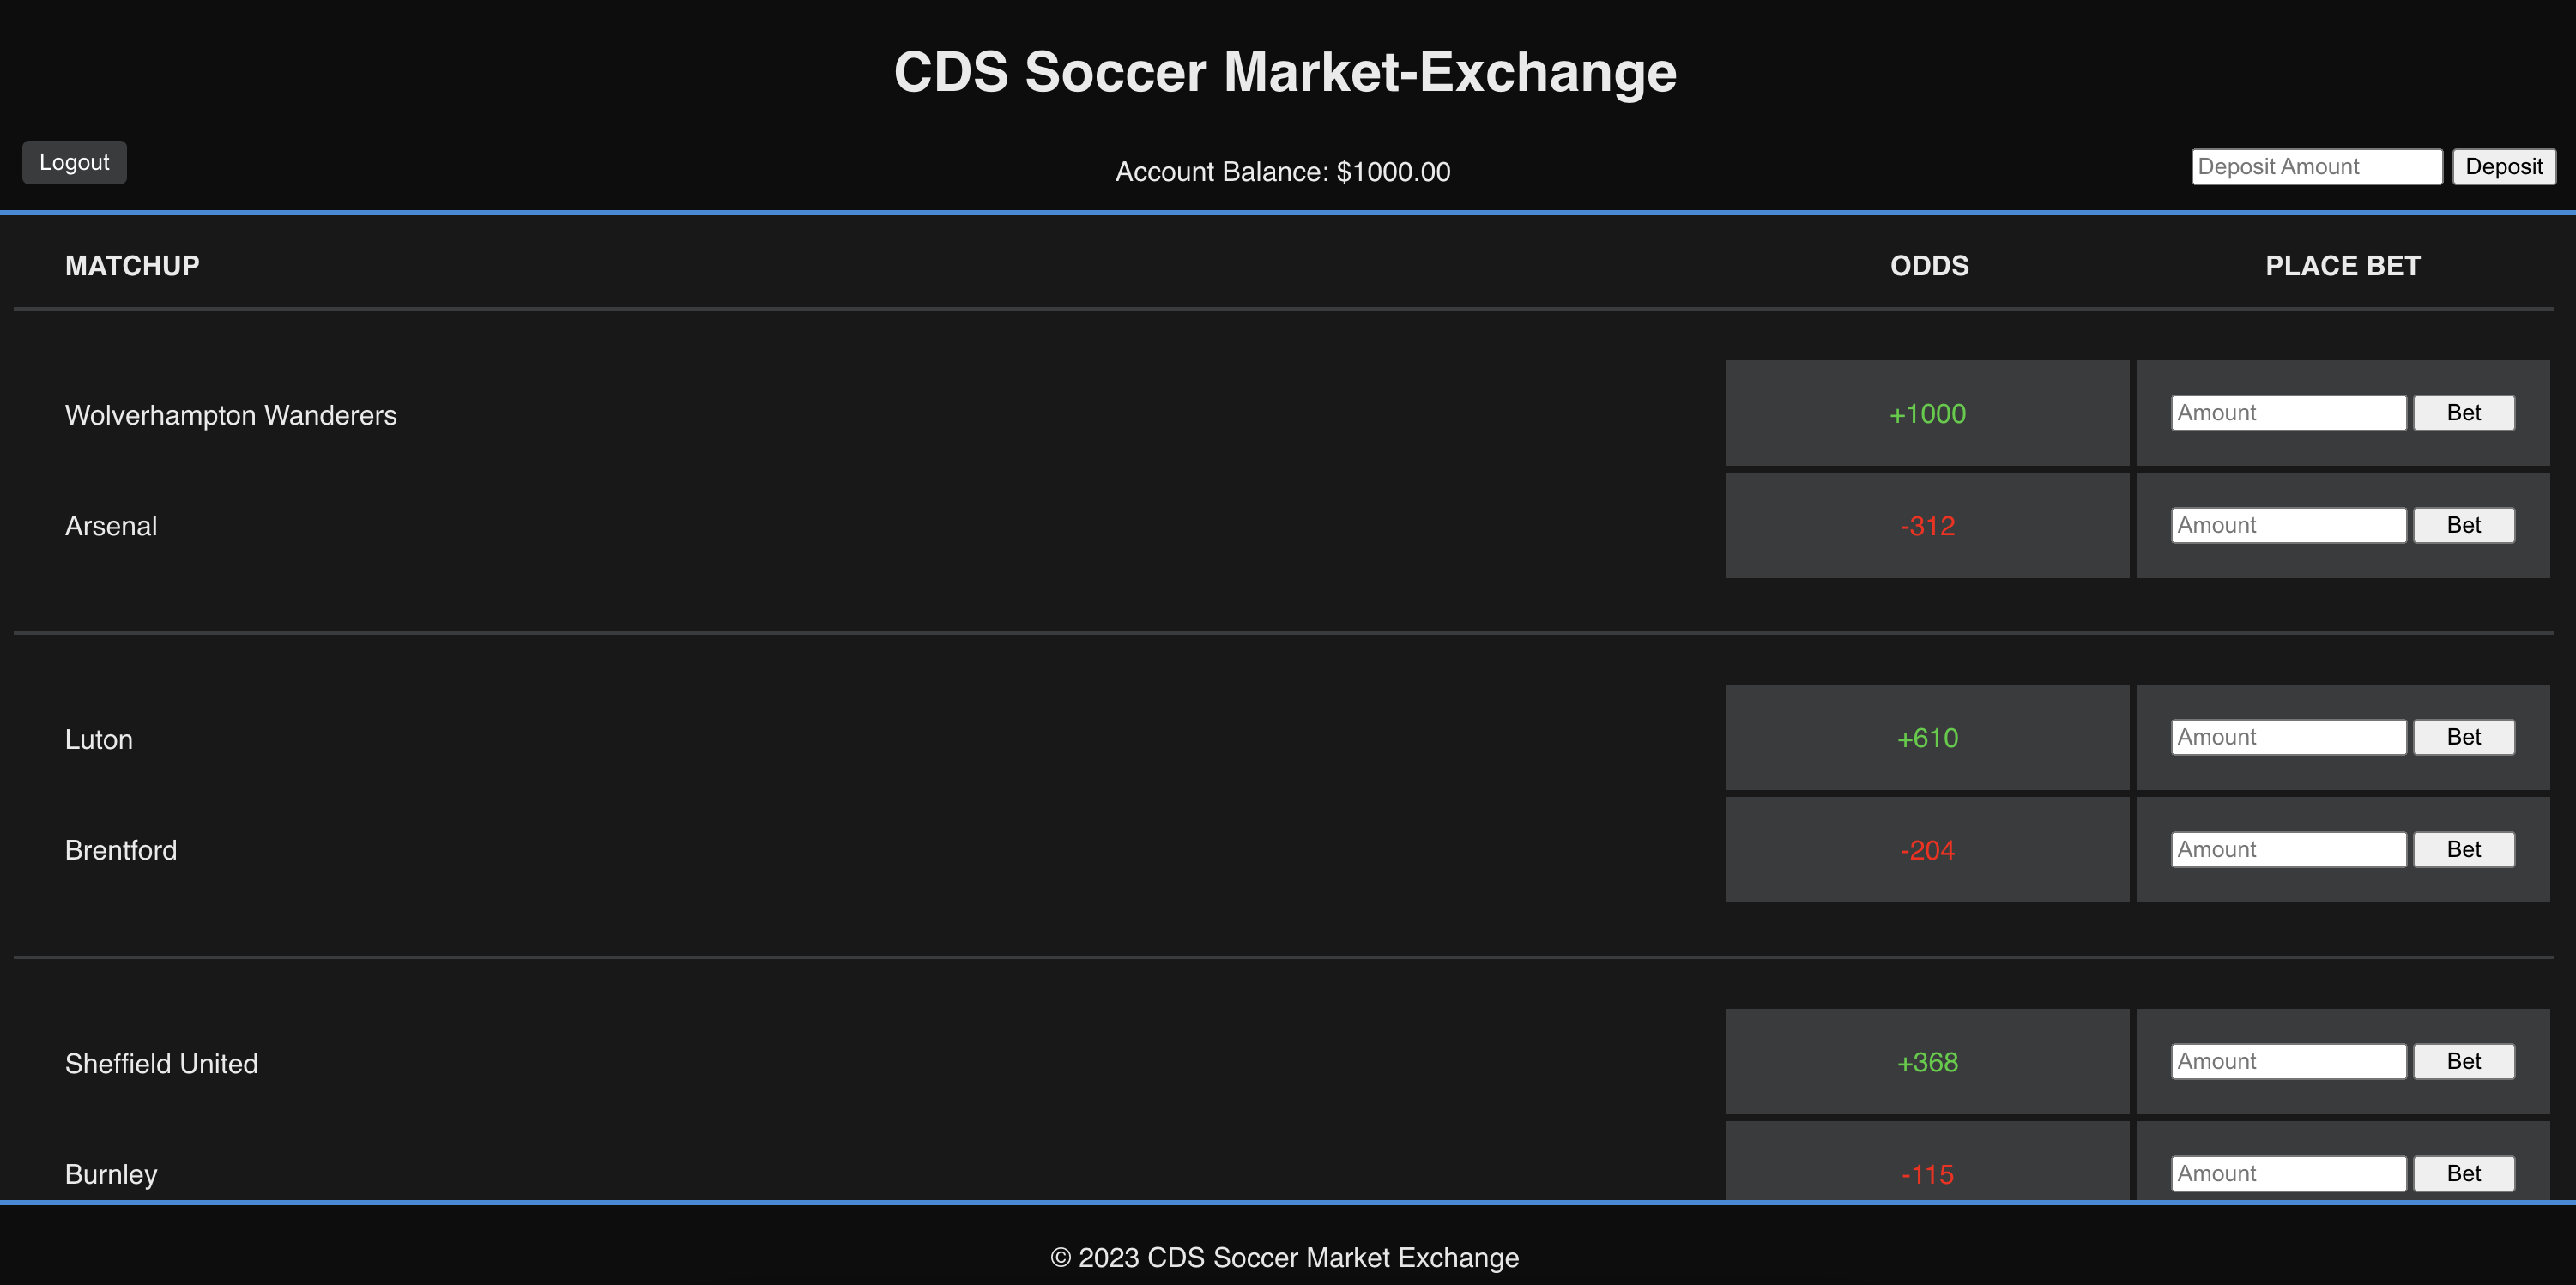 CDS Soccer Market-Exchange
Logout
Account Balance: $1000.00
Deposit Amount Deposit
MATCHUP ODDS PLACE BET
Wolverhampton Wanderers +1000 Amount Bet
Arsenal -312 Amount Bet
Luton +610 Amount Bet
Brentford -204 Amount Bet
Sheffield United +368 Amount Bet
Burnley -115 Amount Bet
© 2023 CDS Soccer Market Exchange